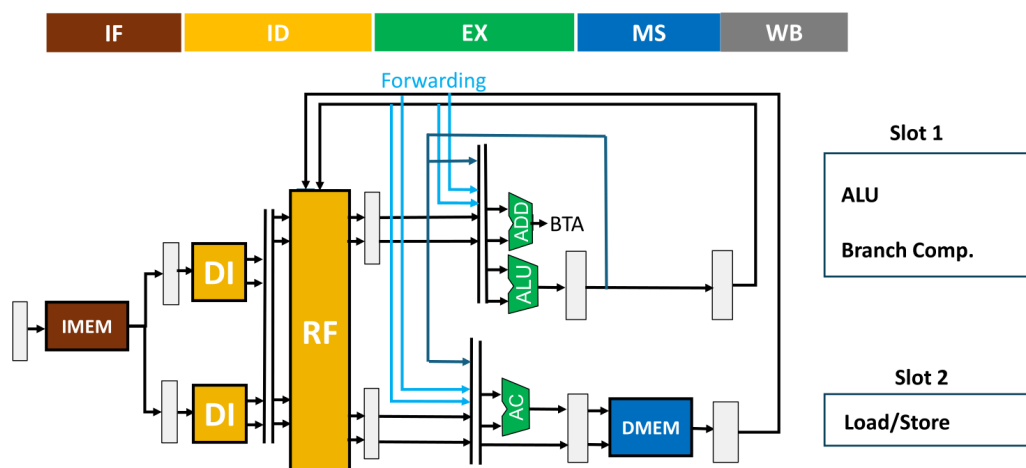 IF
ID
EX
MS
WB
Forwarding
Slot 1
ALU
Branch Comp.
ADD
BTA
ALU
DI
IMEM
RF
DI
AC
DMEM
Slot 2
Load/Store